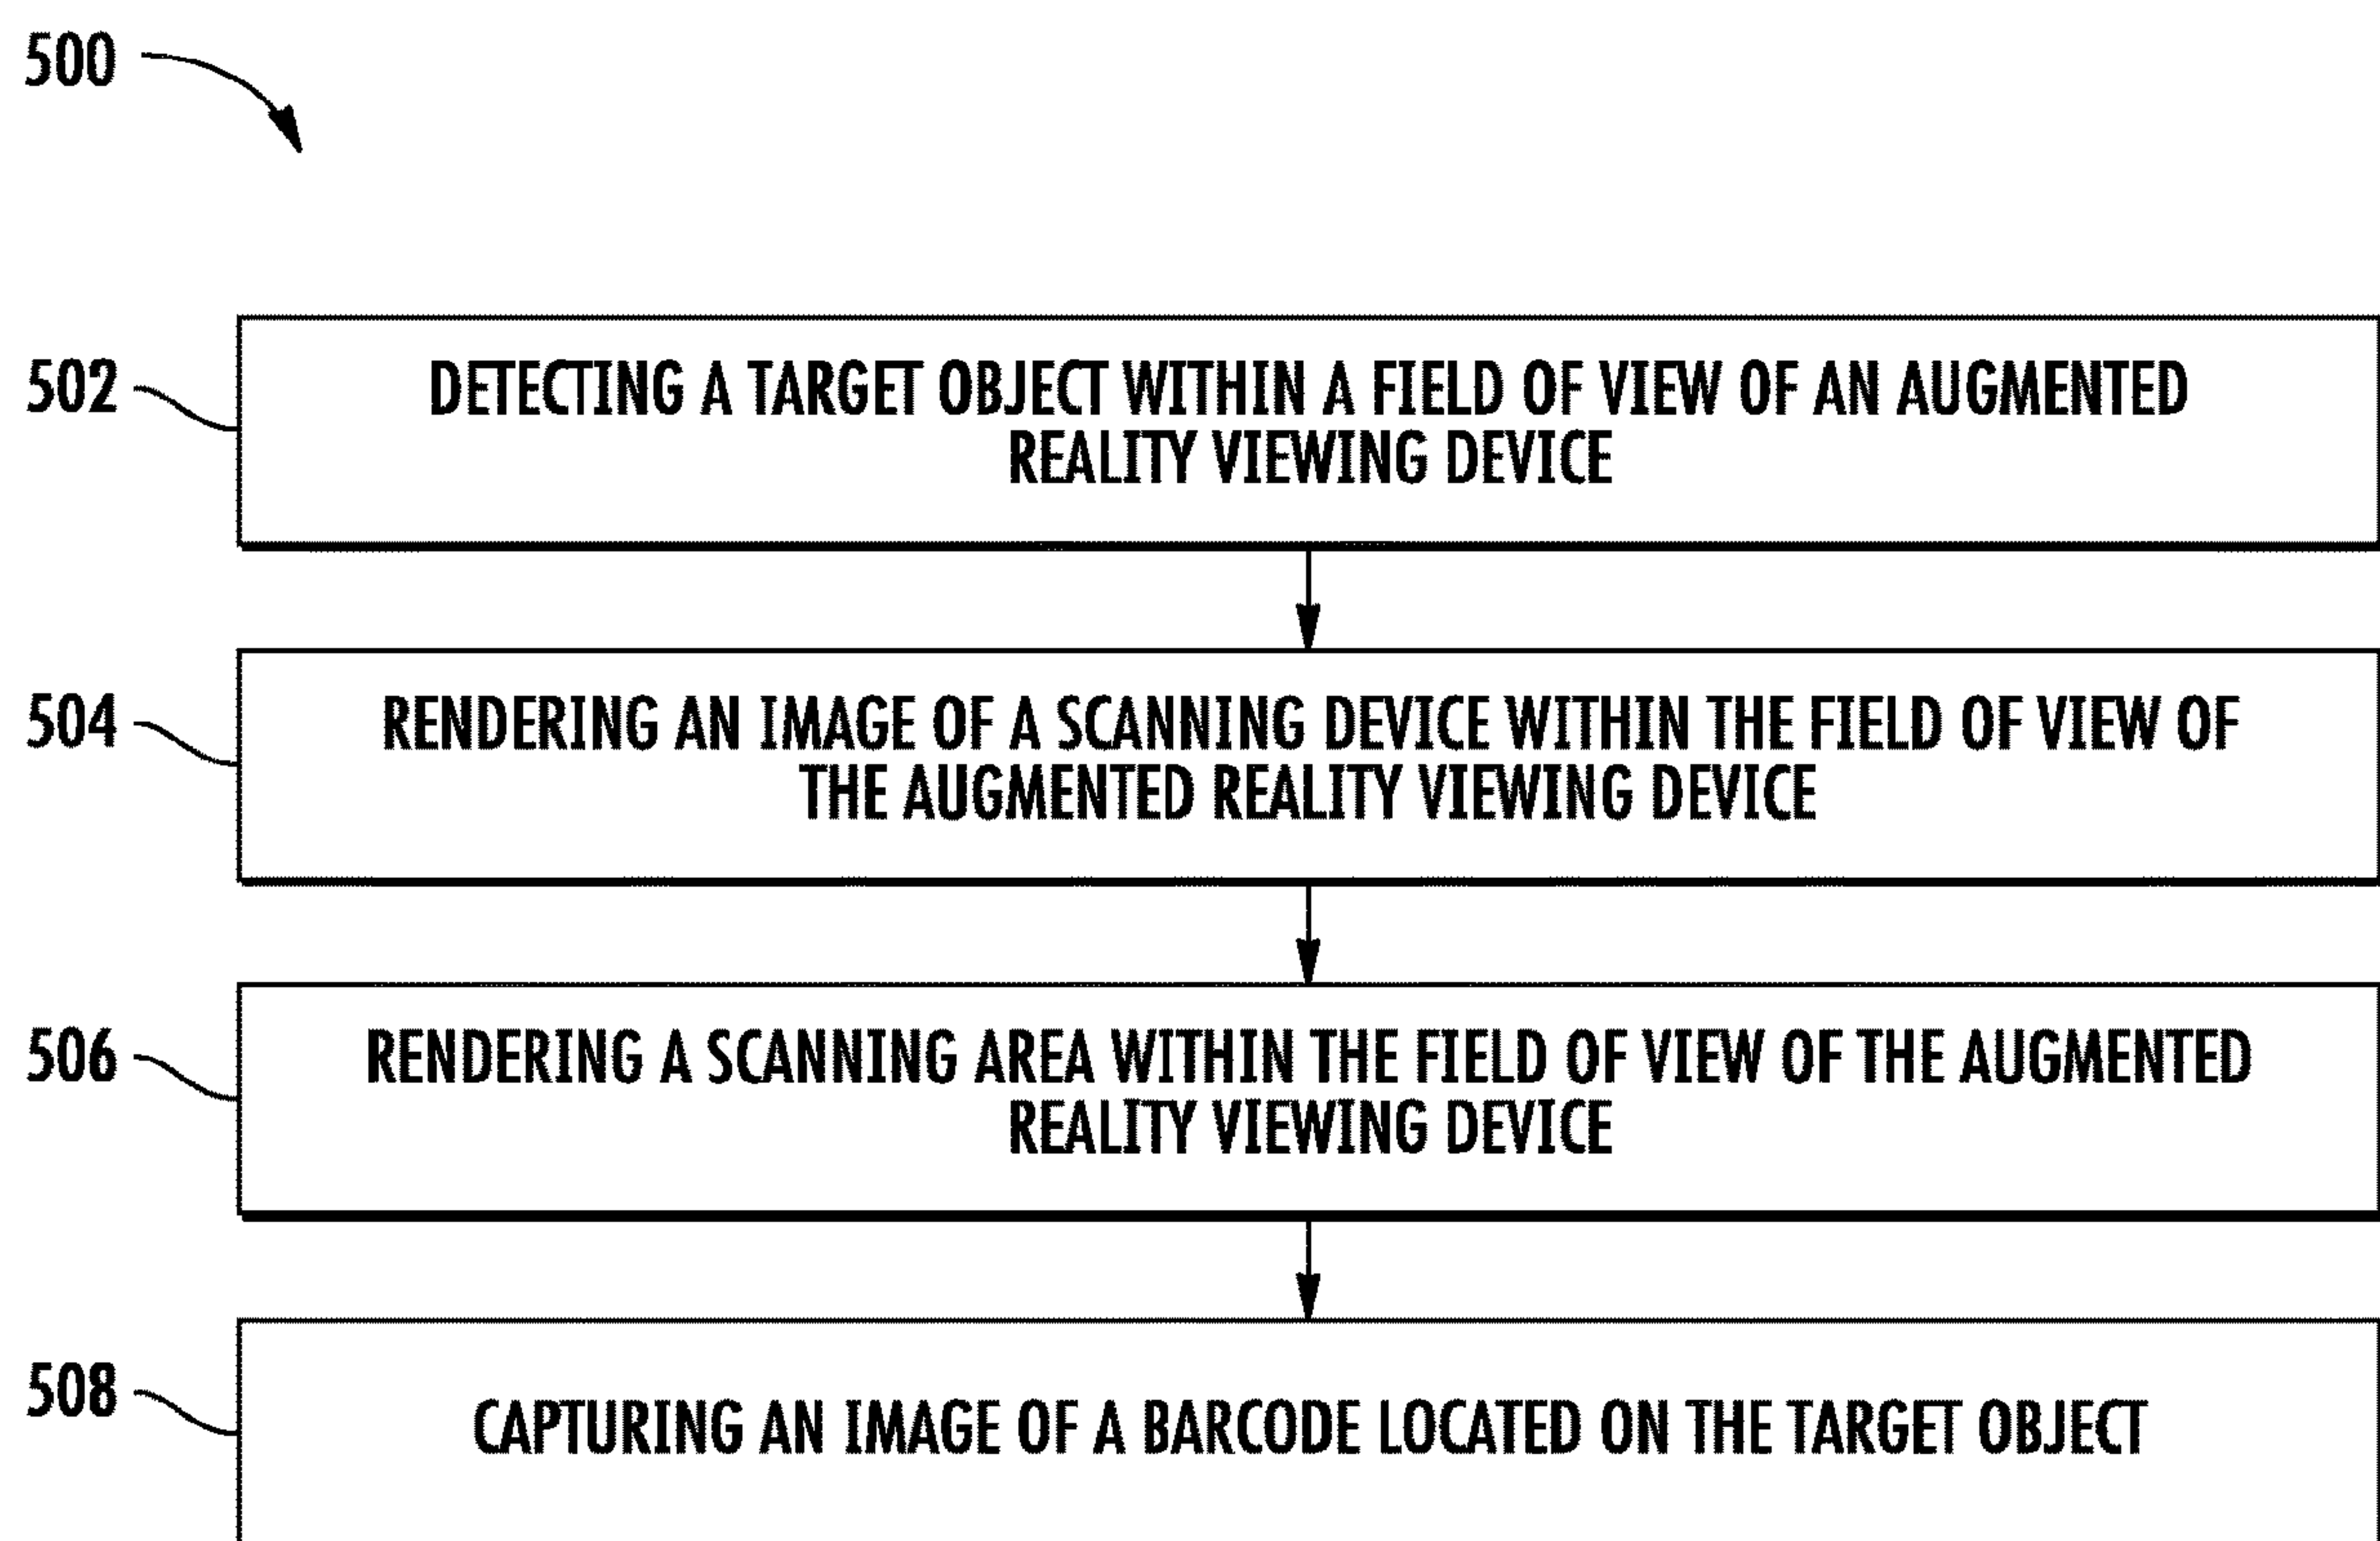 500
502
DETECTING A TARGET OBJECT WITHIN A FIELD OF VIEW OF AN AUGMENTED
REALITY VIEWING DEVICE
504
RENDERING AN IMAGE OF A SCANNING DEVICE WITHIN THE FIELD OF VIEW OF
THE AUGMENTED REALITY VIEWING DEVICE
506
RENDERING A SCANNING AREA WITHIN THE FIELD OF VIEW OF THE AUGMENTED
REALITY VIEWING DEVICE
508
CAPTURING AN IMAGE OF A BARCODE LOCATED ON THE TARGET OBJECT